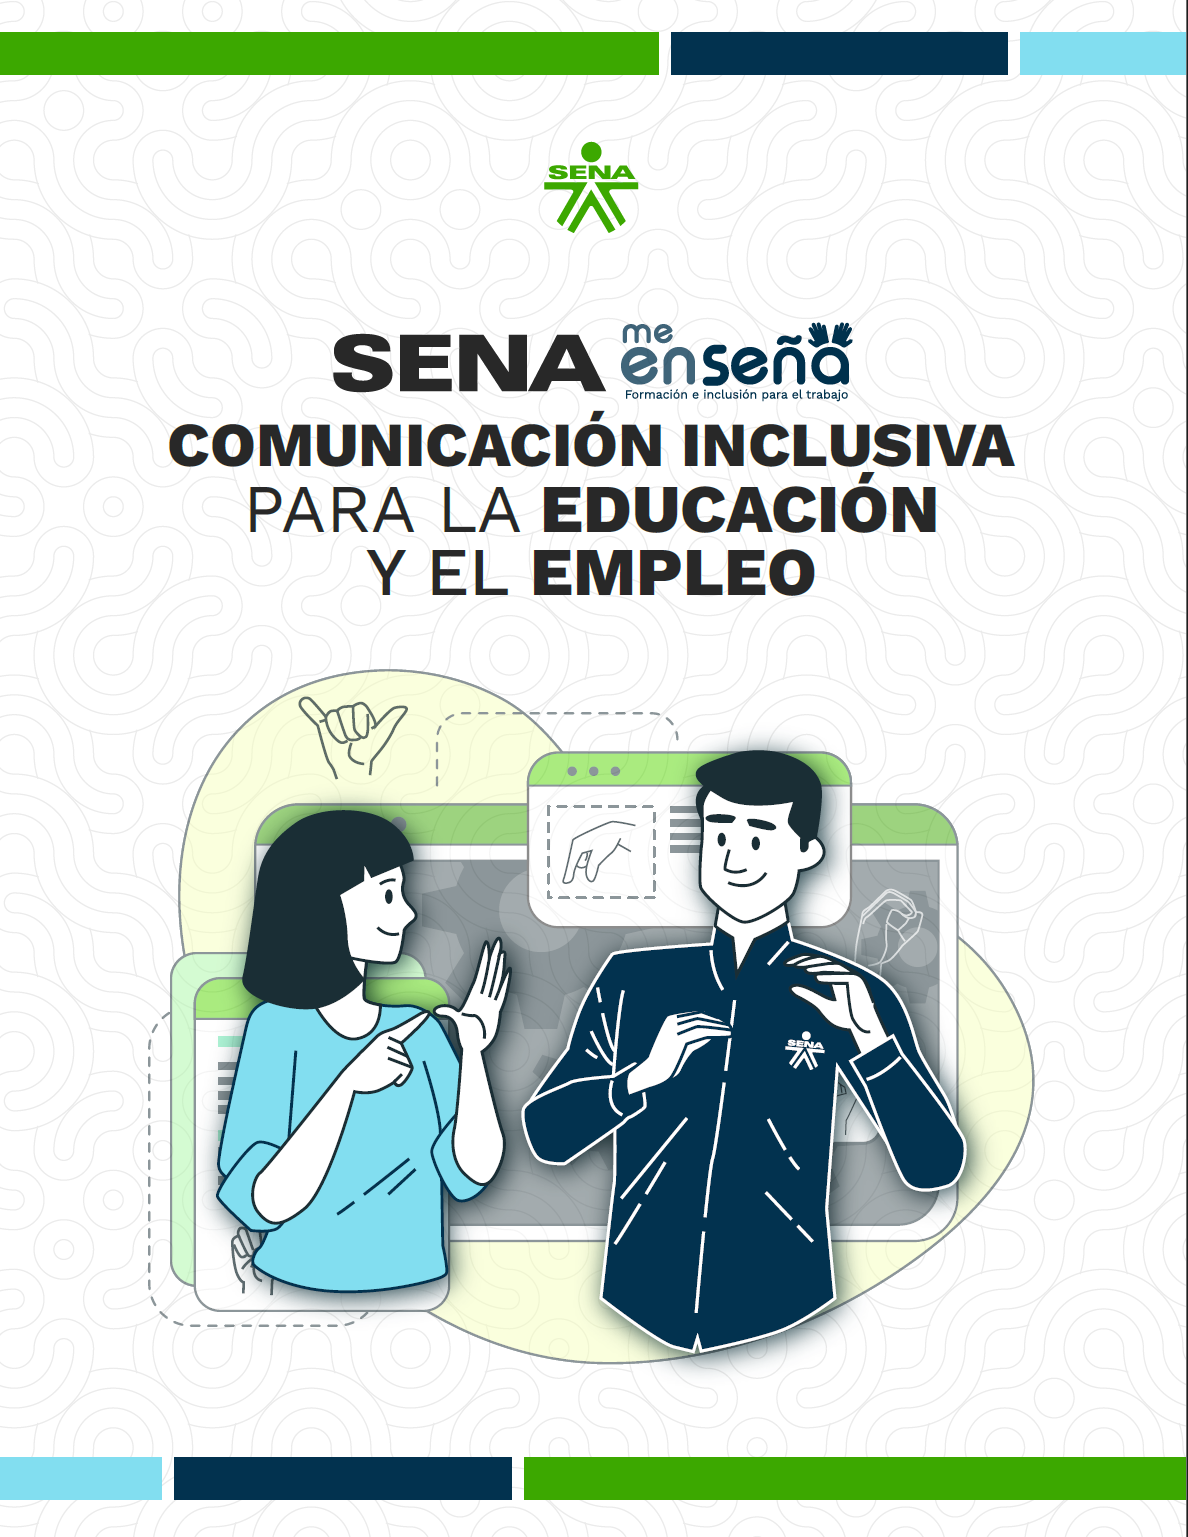 SENA
SENA me enseña
Formación e inclusión para el trabajo
COMUNICACIÓN INCLUSIVA
PARA LA EDUCACIÓN
Y EL EMPLEO
SENA